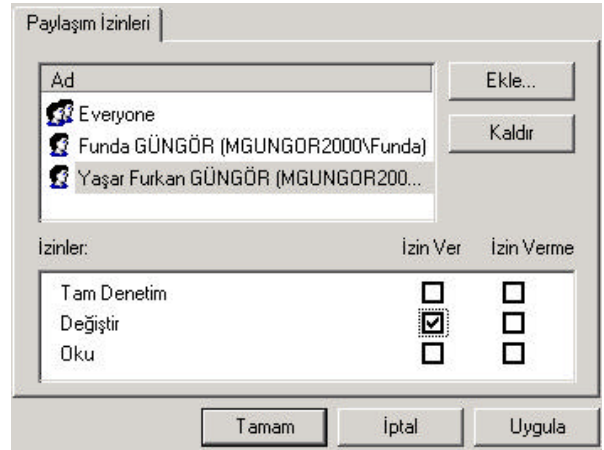 Paylaşım İzinleri
Ad
Ekle...
Everyone
Funda GÜNGÖR (MGUNGOR2000\Funda)
Kaldır
Yaşar Furkan GÜNGÖR (MGUNGOR200...
İzinler:
İzin Ver
İzin Verme
Tam Denetim
Değiştir
Oku
Tamam
İptal
Uygula